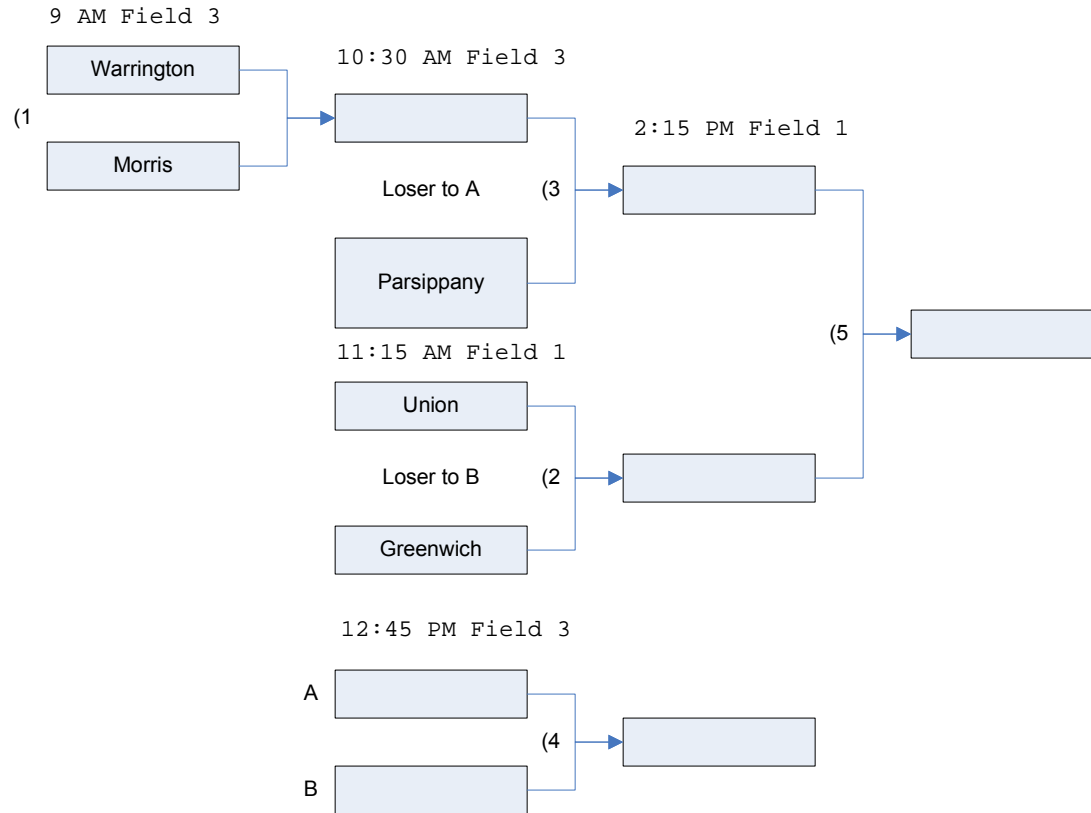 9 AM Field 3
Warrington
(1
Morris
10:30 AM Field 3
Loser to A
(3
Parsippany
2:15 PM Field 1
11:15 AM Field 1
Union
Loser to B
(2
Greenwich
(5
12:45 PM Field 3
A
(4
B